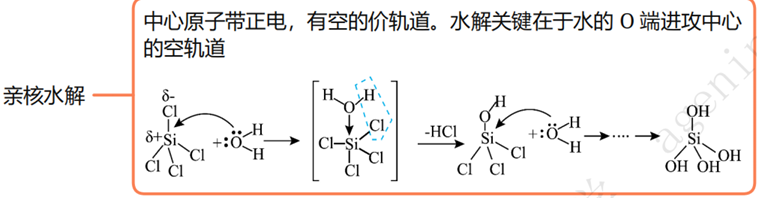 中心原子带正电，有空的价轨道。水解关键在于水的 O 端进攻中心
的空轨道
亲核水解
δ-
Cl
δ+Si
Cl
Cl
Cl
+:O
H
H
H
H
O
Cl
Cl
Si
Cl
Cl
-HCl
H
O
Si
Cl
Cl
Cl
+:O
H
H
OH
Si
OH
OH
OH